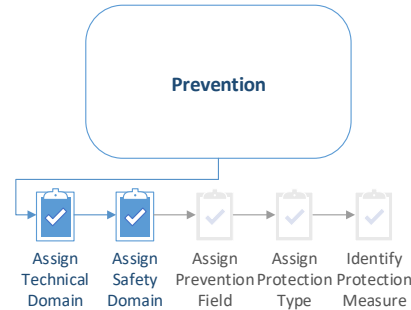 Prevention
Assign
Technical
Domain
Assign
Safety
Domain
Assign
Prevention
Field
Assign
Protection
Type
Identify
Protection
Measure